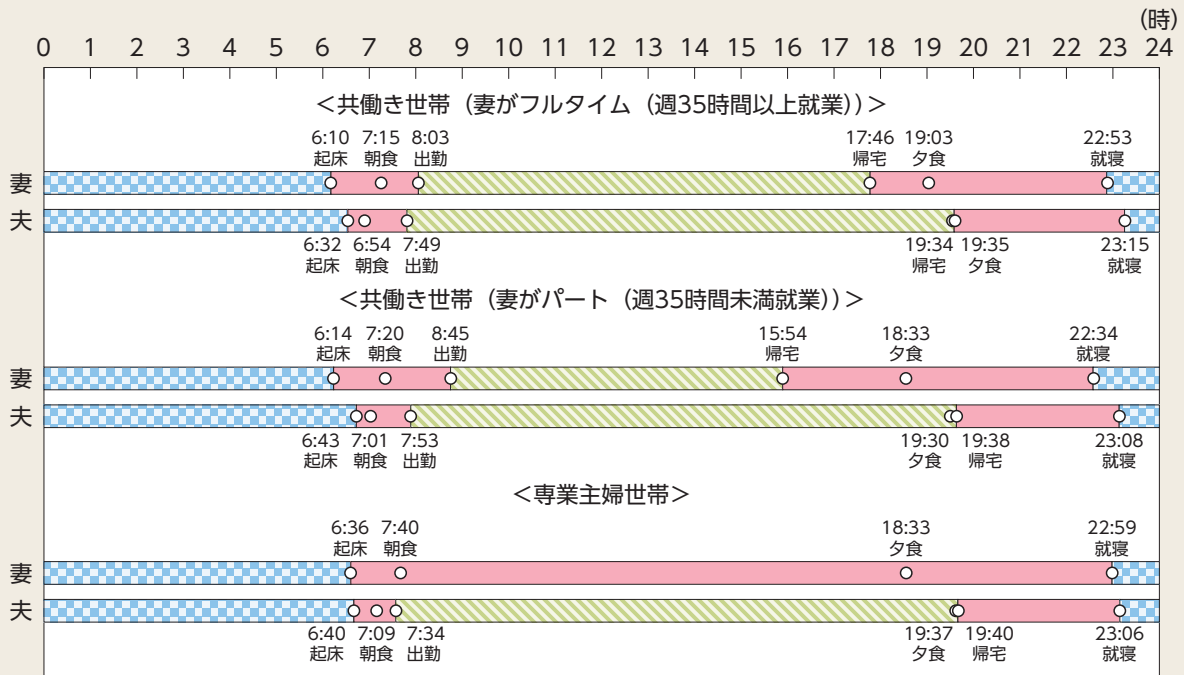 (時)
0 1 2 3 4 5 6 7 8 9 10 11 12 13 14 15 16 17 18 19 20 21 22 23 24
＜共働き世帯（妻がフルタイム（週35時間以上就業））＞
6:10 7:15 8:03 17:46 19:03 22:53
起床 朝食 出勤 帰宅 夕食 就寝
妻
夫
6:32 6:54 7:49 19:34 19:35 23:15
起床 朝食 出勤 帰宅 夕食 就寝
＜共働き世帯（妻がパート（週35時間未満就業））＞
6:14 7:20 8:45 15:54 18:33 22:34
起床 朝食 出勤 帰宅 夕食 就寝
妻
夫
6:43 7:01 7:53 19:30 19:38 23:08
起床 朝食 出勤 夕食 帰宅 就寝
＜専業主婦世帯＞
6:36 7:40 18:33 22:59
起床 朝食 夕食 就寝
妻
夫
6:40 7:09 7:34 19:37 19:40 23:06
起床 朝食 出勤 夕食 帰宅 就寝